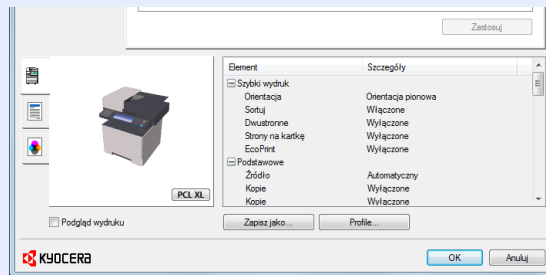 Zastosuj
Element Szczegóły
Szybki wydruk
Orientacja Orientacja pionowa
Sortuj Włączone
Dwustronne Wyłączone
Strony na kartkę Wyłączone
EcoPrint Wyłączone
Podstawowe
Źródło Automatyczny
Kopie Wyłączone
Kopie Wyłączone
PCL XL
Podgląd wydruku Zapisz jako... Profile...
KYOCERA OK Anuluj